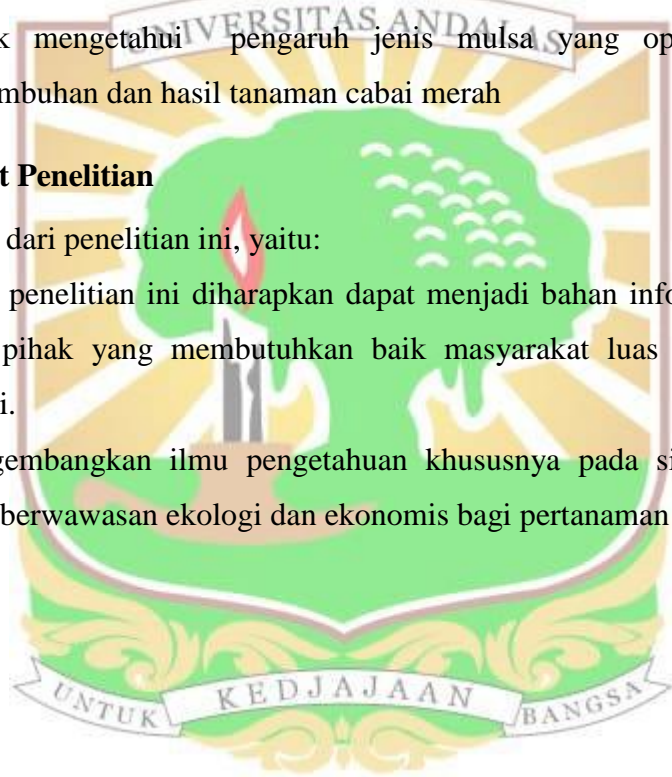 UNIVERSITAS ANDALAS
k mengetahui pengaruh jenis mulsa yang op
mbuhan dan hasil tanaman cabai merah
t Penelitian
dari penelitian ini, yaitu:
penelitian ini diharapkan dapat menjadi bahan info
pihak yang membutuhkan baik masyarakat luas
i.
gembangkan ilmu pengetahuan khususnya pada si
berwawasan ekologi dan ekonomis bagi pertanaman
UNTUK KEDJAJAAN BANGSA